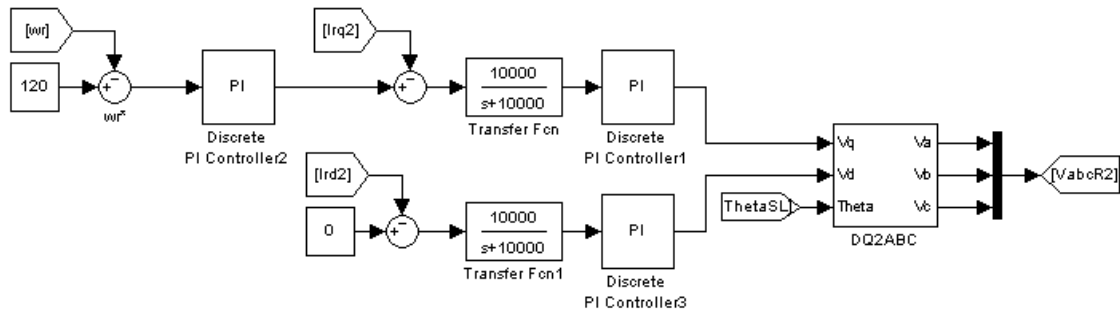 [wr]
[Irq2]
120
wr*
PI
Discrete
PI Controller2
10000
s+10000
Transfer Fcn
PI
Discrete
PI Controller1
[Ird2]
0
10000
s+10000
Transfer Fcn1
PI
Discrete
PI Controller3
ThetaSL]
Vq
Vd
Theta
Va
Vb
Vc
DQ2ABC
[VabcR2]